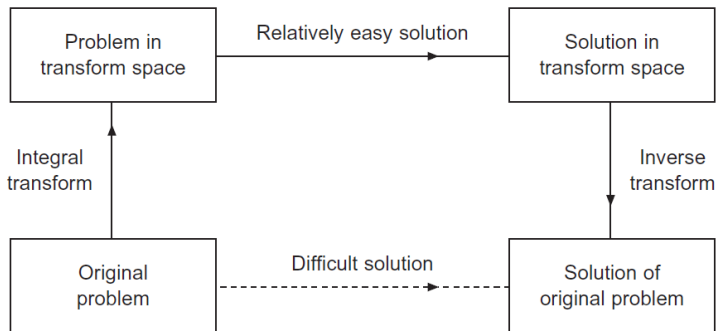 Problem in
transform space
Relatively easy solution
Solution in
transform space
Integral
transform
Inverse
transform
Original
problem
Difficult solution
Solution of
original problem